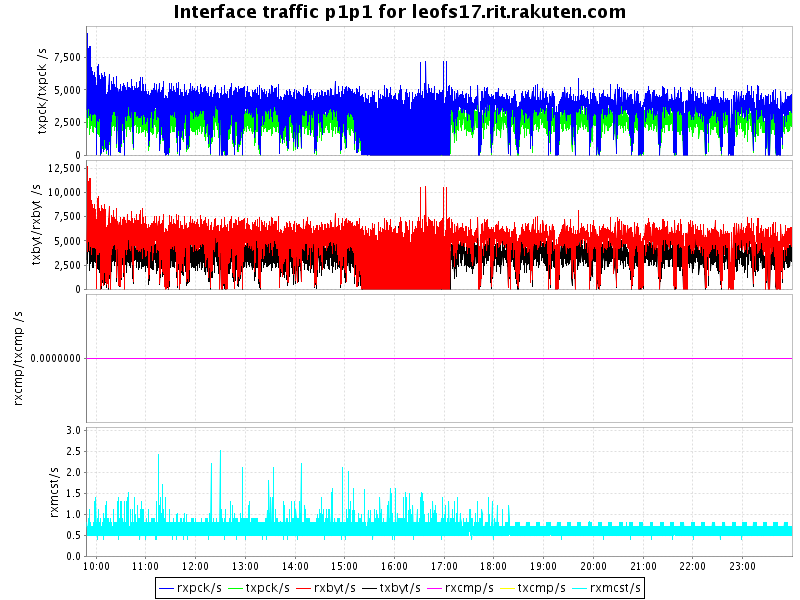 Interface traffic p1p1 for leofs17.rit.rakuten.com
txpck/txpck /s
7,500
5,000
2,500
0
txbyt/rxbyt /s
12,500
10,000
7,500
5,000
2,500
0
rxcmp/txcmp /s
0.0000000
rxmcst/s
3.0
2.5
2.0
1.5
1.0
0.5
0.0
10:00 11:00 12:00 13:00 14:00 15:00 16:00 17:00 18:00 19:00 20:00 21:00 22:00 23:00
rxpck/s txpck/s rxbyt/s txbyt/s rxcmp/s txcmp/s rxmcst/s